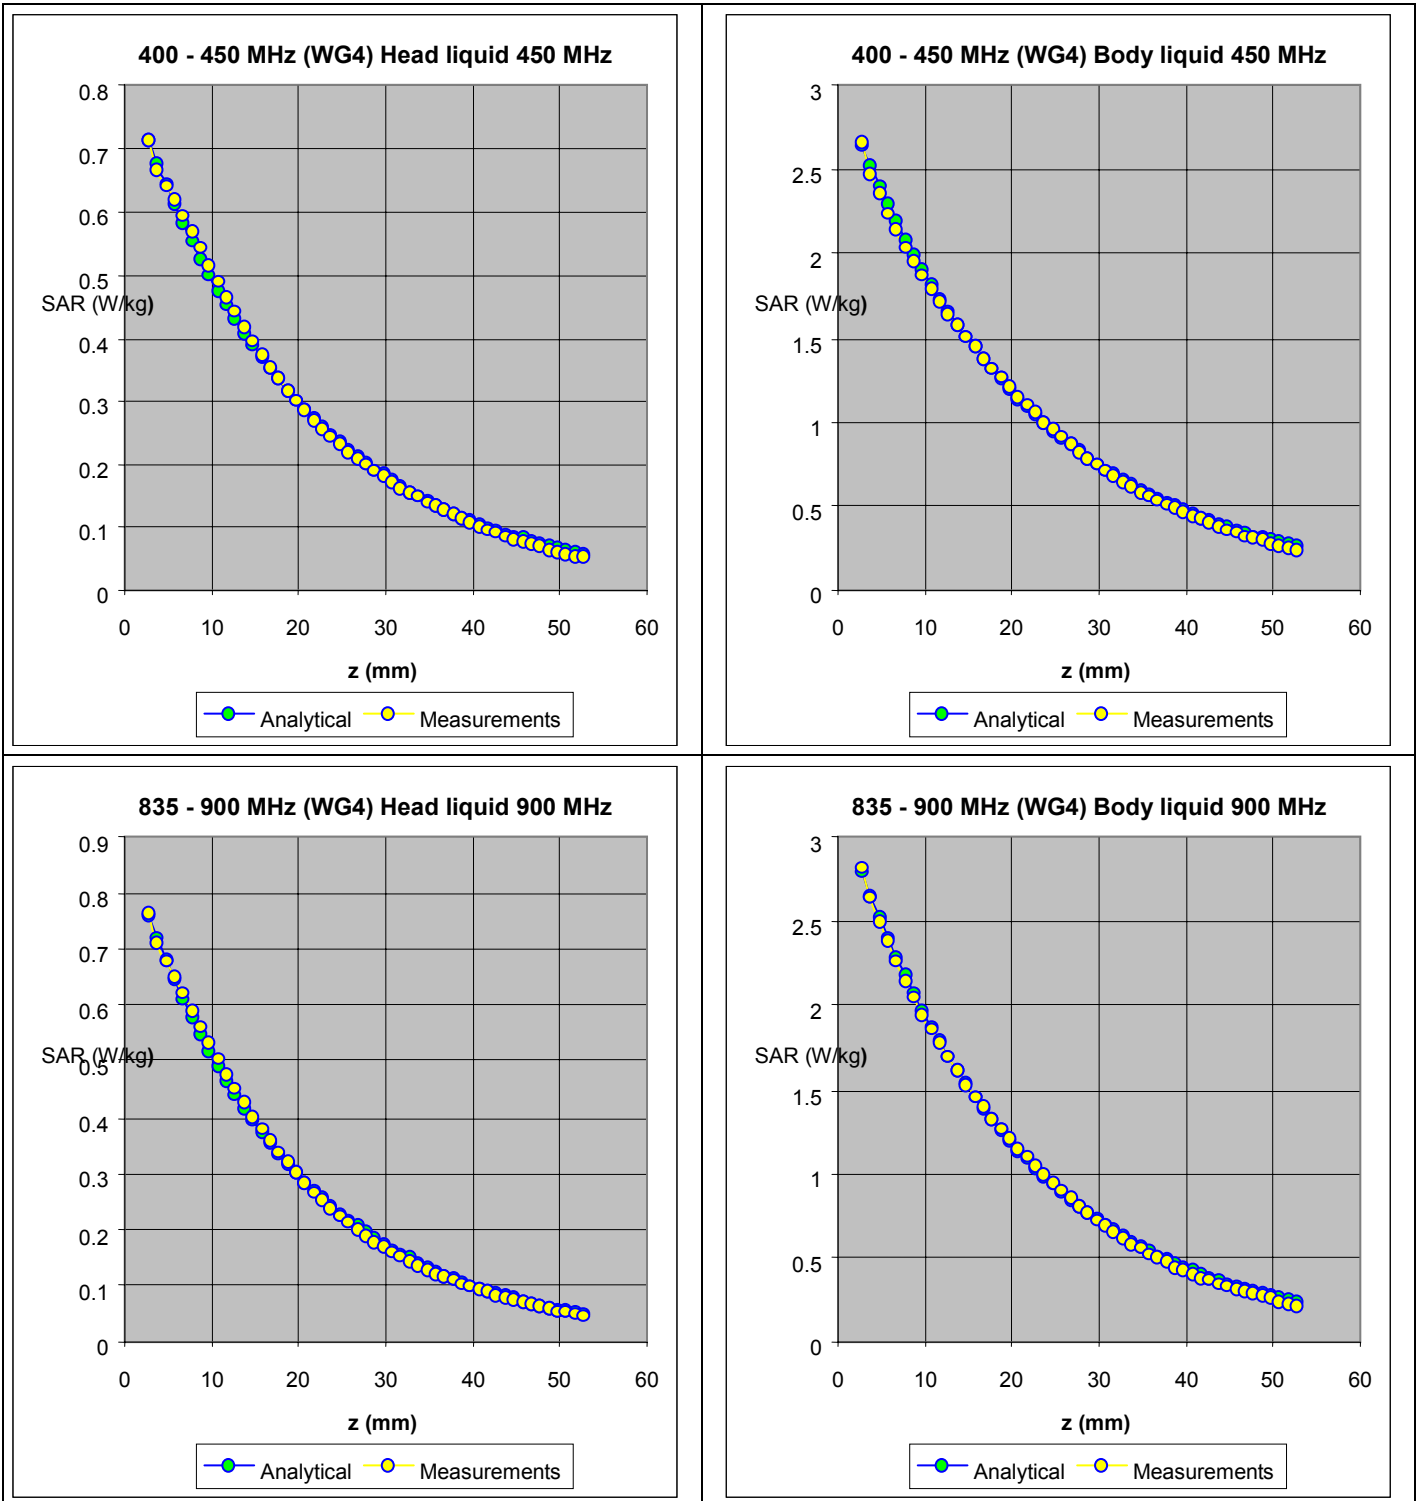 400 - 450 MHz (WG4) Head liquid 450 MHz
0.8
0.7
0.6
0.5
SAR (W/kg)
0.4
0.3
0.2
0.1
0
0 10 20 30 40 50 60
z (mm)
Analytical Measurements
400 - 450 MHz (WG4) Body liquid 450 MHz
3
2.5
2
SAR (W/kg)
1.5
1
0.5
0
0 10 20 30 40 50 60
z (mm)
Analytical Measurements
835 - 900 MHz (WG4) Head liquid 900 MHz
0.9
0.8
0.7
0.6
SAR (W/kg)
0.5
0.4
0.3
0.2
0.1
0
0 10 20 30 40 50 60
z (mm)
Analytical Measurements
835 - 900 MHz (WG4) Body liquid 900 MHz
3
2.5
2
SAR (W/kg)
1.5
1
0.5
0
0 10 20 30 40 50 60
z (mm)
Analytical Measurements